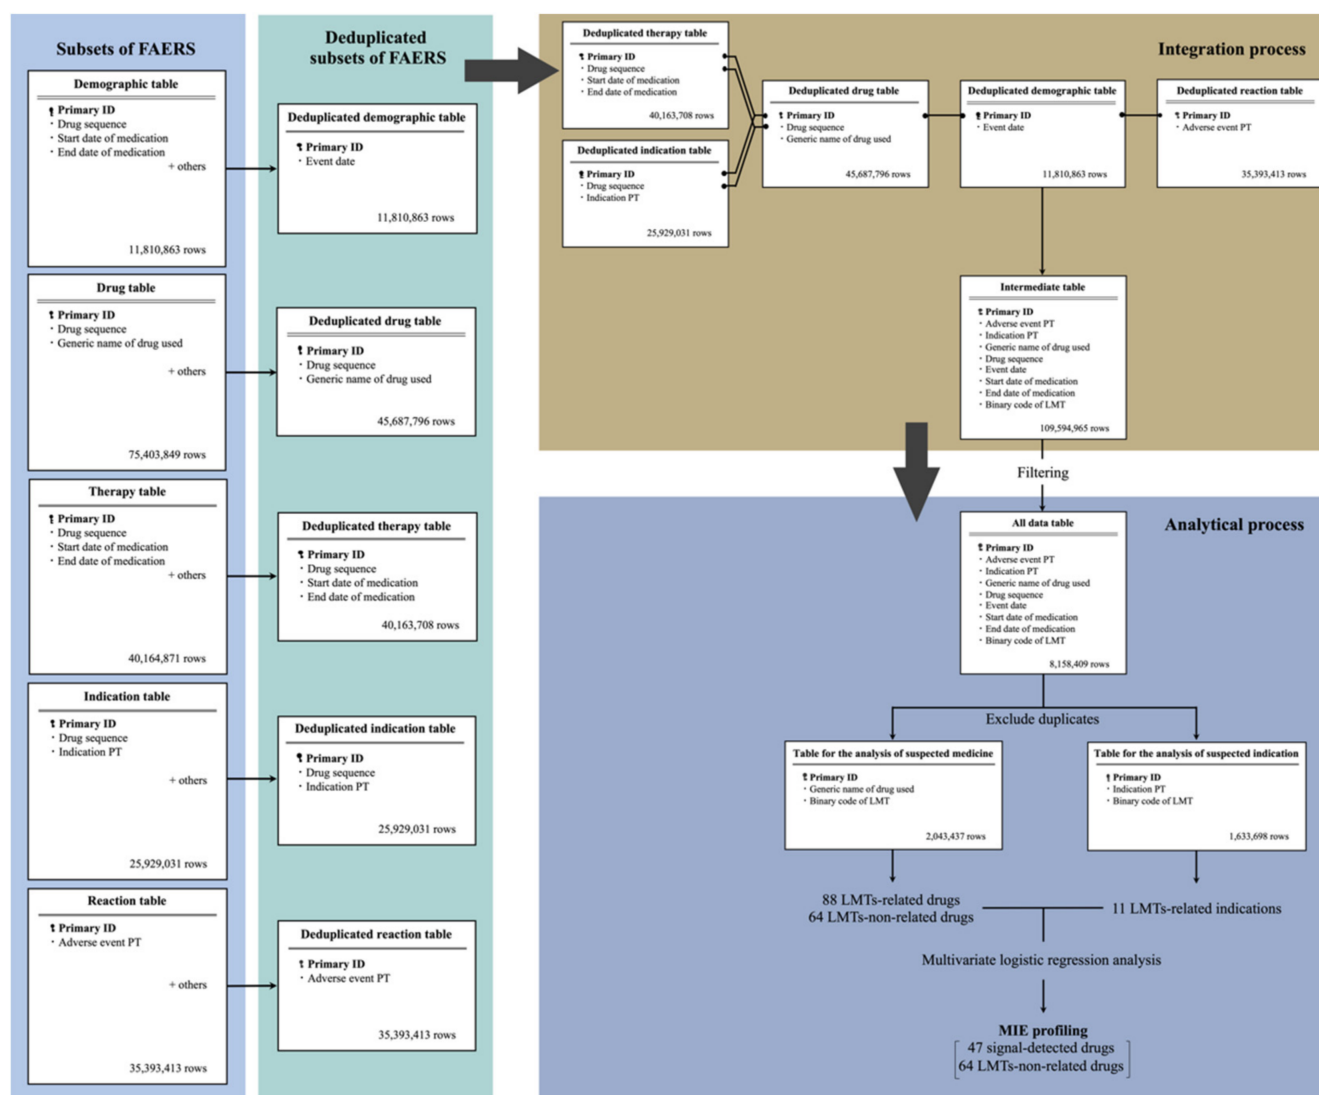 Subsets of FAERS
Demographic table
Primary ID
・Drug sequence
・Start date of medication
・End date of medication
+ others
11,810,863 rows
Drug table
Primary ID
・Drug sequence
・Generic name of drug used
+ others
75,403,849 rows
Therapy table
Primary ID
・Drug sequence
・Start date of medication
・End date of medication
+ others
40,164,871 rows
Indication table
Primary ID
・Drug sequence
・Indication PT
+ others
25,929,031 rows
Reaction table
Primary ID
・Adverse event PT
+ others
35,393,413 rows
Deduplicated
subsets of FAERS
Deduplicated demographic table
Primary ID
・Event date
11,810,863 rows
Deduplicated drug table
Primary ID
・Drug sequence
・Generic name of drug used
45,687,796 rows
Deduplicated therapy table
Primary ID
・Drug sequence
・Start date of medication
・End date of medication
40,163,708 rows
Deduplicated indication table
Primary ID
・Drug sequence
・Indication PT
25,929,031 rows
Deduplicated reaction table
Primary ID
・Adverse event PT
35,393,413 rows
Integration process
Deduplicated therapy table
Primary ID
・Drug sequence
・Start date of medication
・End date of medication
40,163,708 rows
Deduplicated indication table
Primary ID
・Drug sequence
・Indication PT
25,929,031 rows
Deduplicated drug table
Primary ID
・Drug sequence
・Generic name of drug used
45,687,796 rows
Deduplicated demographic table
Primary ID
・Event date
11,810,863 rows
Deduplicated reaction table
Primary ID
・Adverse event PT
35,393,413 rows
Intermediate table
Primary ID
・Adverse event PT
・Indication PT
・Generic name of drug used
・Drug sequence
・Event date
・Start date of medication
・End date of medication
・Binary code of LMT
109,594,965 rows
Filtering
Analytical process
All data table
Primary ID
・Adverse event PT
・Indication PT
・Generic name of drug used
・Drug sequence
・Event date
・Start date of medication
・End date of medication
・Binary code of LMT
8,158,409 rows
Exclude duplicates
Table for the analysis of suspected medicine
Primary ID
・Generic name of drug used
・Binary code of LMT
2,043,437 rows
Table for the analysis of suspected indication
Primary ID
・Indication PT
・Binary code of LMT
1,633,698 rows
88 LMTs-related drugs
64 LMTs-non-related drugs
11 LMTs-related indications
Multivariate logistic regression analysis
MIE profiling
47 signal-detected drugs
64 LMTs-non-related drugs